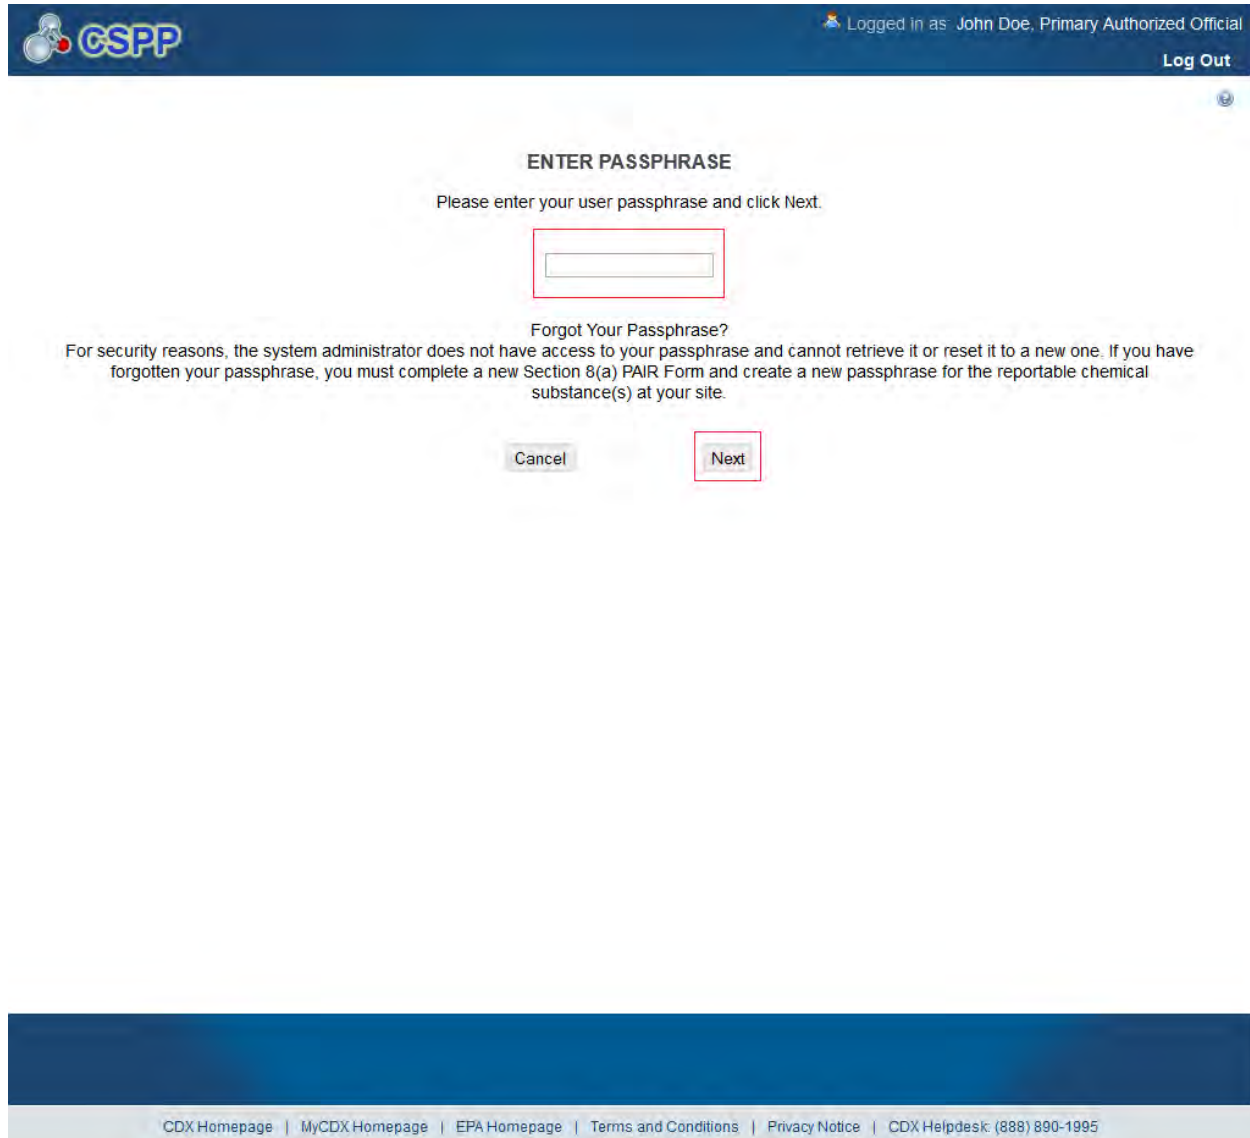 CSPP
Logged in as John Doe, Primary Authorized Official
Log Out
ENTER PASSPHRASE
Please enter your user passphrase and click Next.
Forgot Your Passphrase?
For security reasons, the system administrator does not have access to your passphrase and cannot retrieve it or reset it to a new one. If you have
forgotten your passphrase, you must complete a new Section 8(a) PAIR Form and create a new passphrase for the reportable chemical
substance(s) at your site.
Cancel Next
CDX Homepage | MyCDX Homepage | EPA Homepage | Terms and Conditions | Privacy Notice | CDX Helpdesk: (888) 890-1995